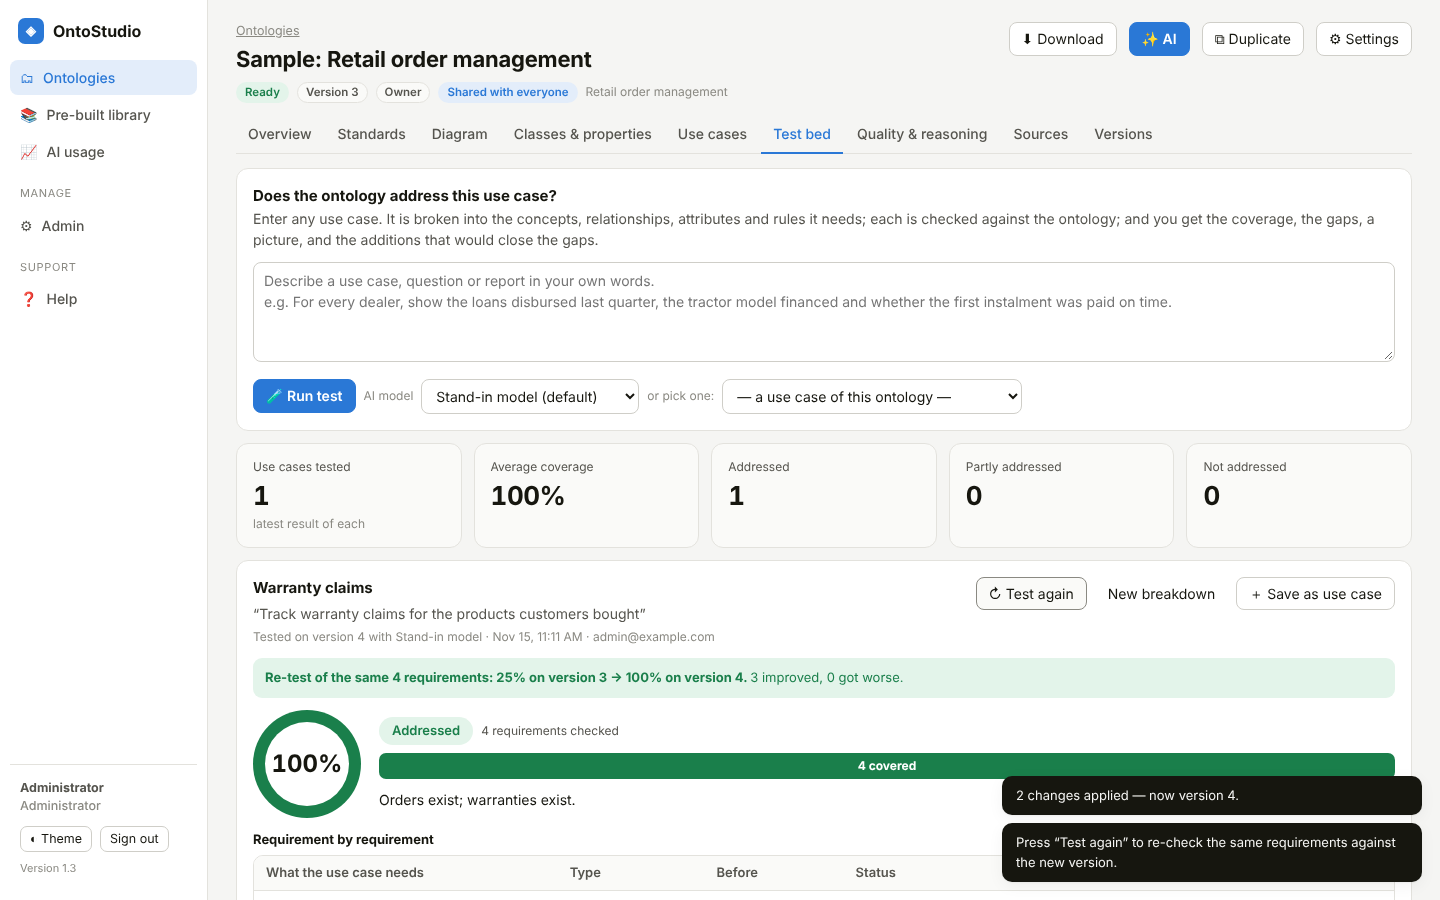 OntoStudio
Ontologies
Pre-built library
AI usage
MANAGE
Admin
SUPPORT
Help
Administrator
Administrator
Theme
Sign out
Version 1.3
Ontologies
Sample: Retail order management
Download
AI
Duplicate
Settings
Ready
Version 3
Owner
Shared with everyone
Retail order management
Overview
Standards
Diagram
Classes & properties
Use cases
Test bed
Quality & reasoning
Sources
Versions
Does the ontology address this use case?
Enter any use case. It is broken into the concepts, relationships, attributes and rules it needs; each is checked against the ontology; and you get the coverage, the gaps, a
picture, and the additions that would close the gaps.
Describe a use case, question or report in your own words.
e.g. For every dealer, show the loans disbursed last quarter, the tractor model financed and whether the first instalment was paid on time.
Run test
AI model
Stand-in model (default)
or pick one:
— a use case of this ontology —
Use cases tested
1
latest result of each
Average coverage
100%
Addressed
1
Partly addressed
0
Not addressed
0
Warranty claims
↻ Test again
New breakdown
+ Save as use case
“Track warranty claims for the products customers bought”
Tested on version 4 with Stand-in model · Nov 15, 11:11 AM · admin@example.com
Re-test of the same 4 requirements: 25% on version 3 → 100% on version 4. 3 improved, 0 got worse.
100%
Addressed
4 requirements checked
4 covered
Orders exist; warranties exist.
Requirement by requirement
What the use case needs
Type
Before
Status
2 changes applied — now version 4.
Press “Test again” to re-check the same requirements against
the new version.